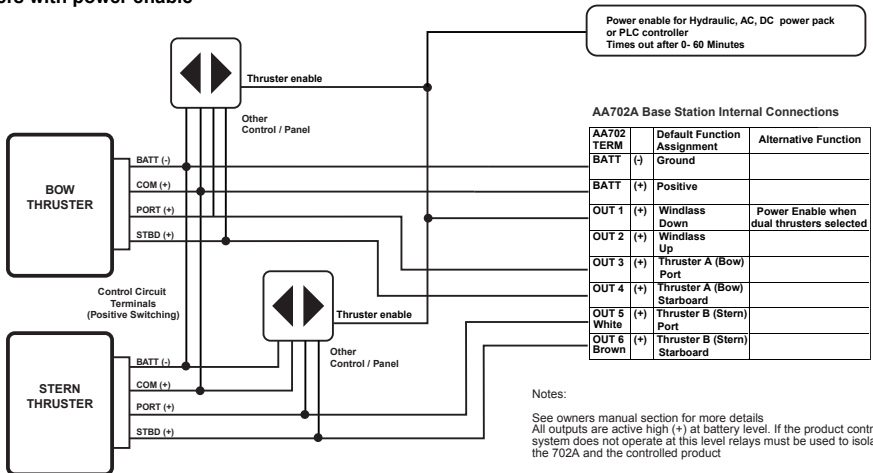 with power enable
Power enable for Hydraulic, AC, DC power pack
or PLC controller
Times out after 0- 60 Minutes
Thruster enable
Other
Control / Panel
AA702A Base Station Internal Connections
AA702 TERM Default Function Assignment Alternative Function
BATT (-) Ground
BATT (+) Positive
OUT 1 (+) Windlass Down Power Enable when dual thrusters selected
OUT 2 (+) Windlass Up
OUT 3 (+) Thruster A (Bow) Port
OUT 4 (+) Thruster A (Bow) Starboard
OUT 5 White (+) Thruster B (Stern) Port
OUT 6 Brown (+) Thruster B (Stern) Starboard
BOW
THRUSTER
BATT (-)
COM (+)
PORT (+)
STBD (+)
Control Circuit
Terminals
(Positive Switching)
Thruster enable
Other
Control / Panel
STERN
THRUSTER
BATT (-)
COM (+)
PORT (+)
STBD (+)
Notes:
See owners manual section for more details
All outputs are active high (+) at battery level. If the product
system does not operate at this level relays must be used to
the 702A and the controlled product